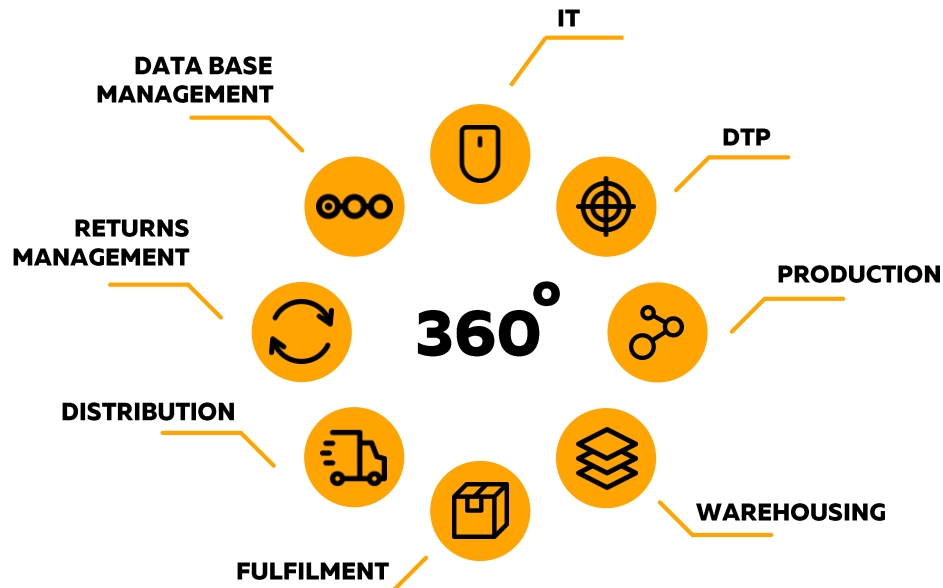 IT
DATA BASE
MANAGEMENT
DTP
RETURNS
MANAGEMENT
PRODUCTION
360°
DISTRIBUTION
WAREHOUSING
FULFILMENT